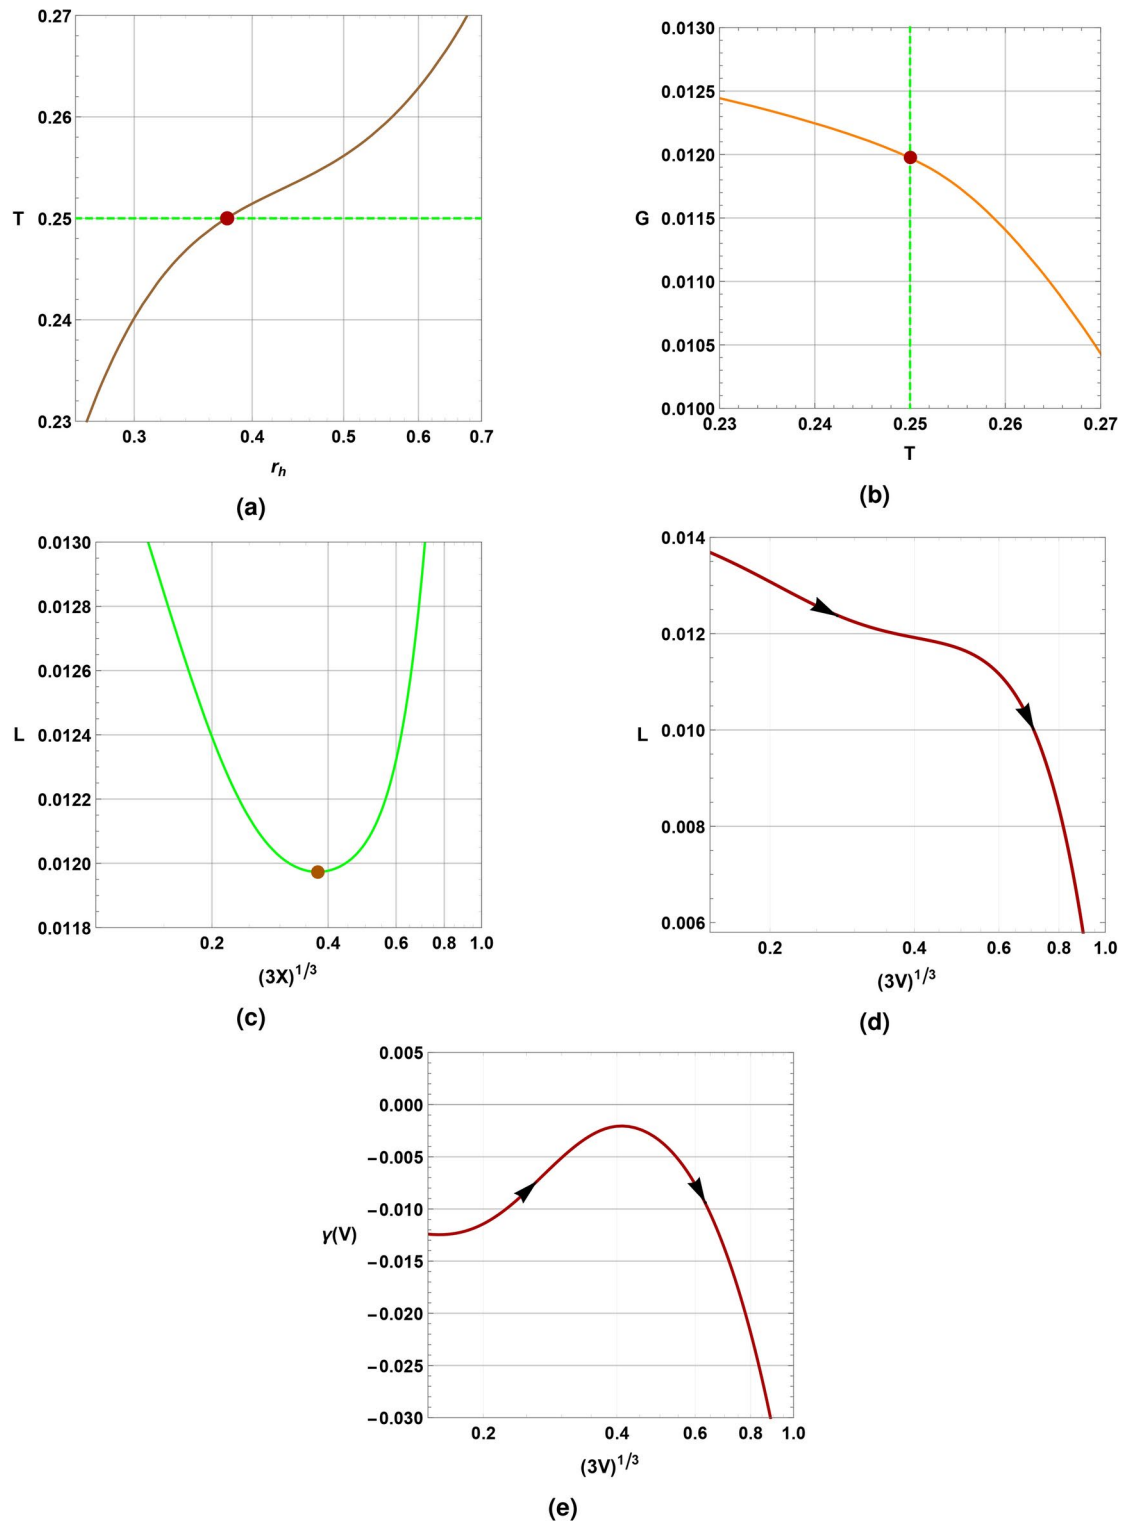 0.27
0.26
T 0.25
0.24
0.23
0.3 0.4 0.5 0.6 0.7
r_h
(a)
0.0130
0.0125
0.0120
G 0.0115
0.0110
0.0105
0.0100
0.23 0.24 0.25 0.26 0.27
T
(b)
0.0130
0.0128
0.0126
L 0.0124
0.0122
0.0120
0.0118
0.2 0.4 0.6 0.8 1.0
(3X)^1/3
(c)
0.014
0.012
L 0.010
0.008
0.006
0.2 0.4 0.6 0.8 1.0
(3V)^1/3
(d)
0.005
0.000
−0.005
−0.010
γ(V)
−0.015
−0.020
−0.025
−0.030
0.2 0.4 0.6 0.8 1.0
(3V)^1/3
(e)